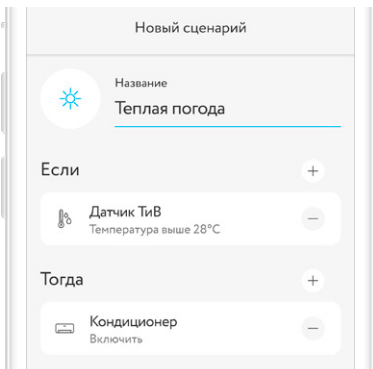 Новый сценарий
Название
Теплая погода
Если
Датчик ТиВ
Температура выше 28°C
Тогда
Кондиционер
Включить